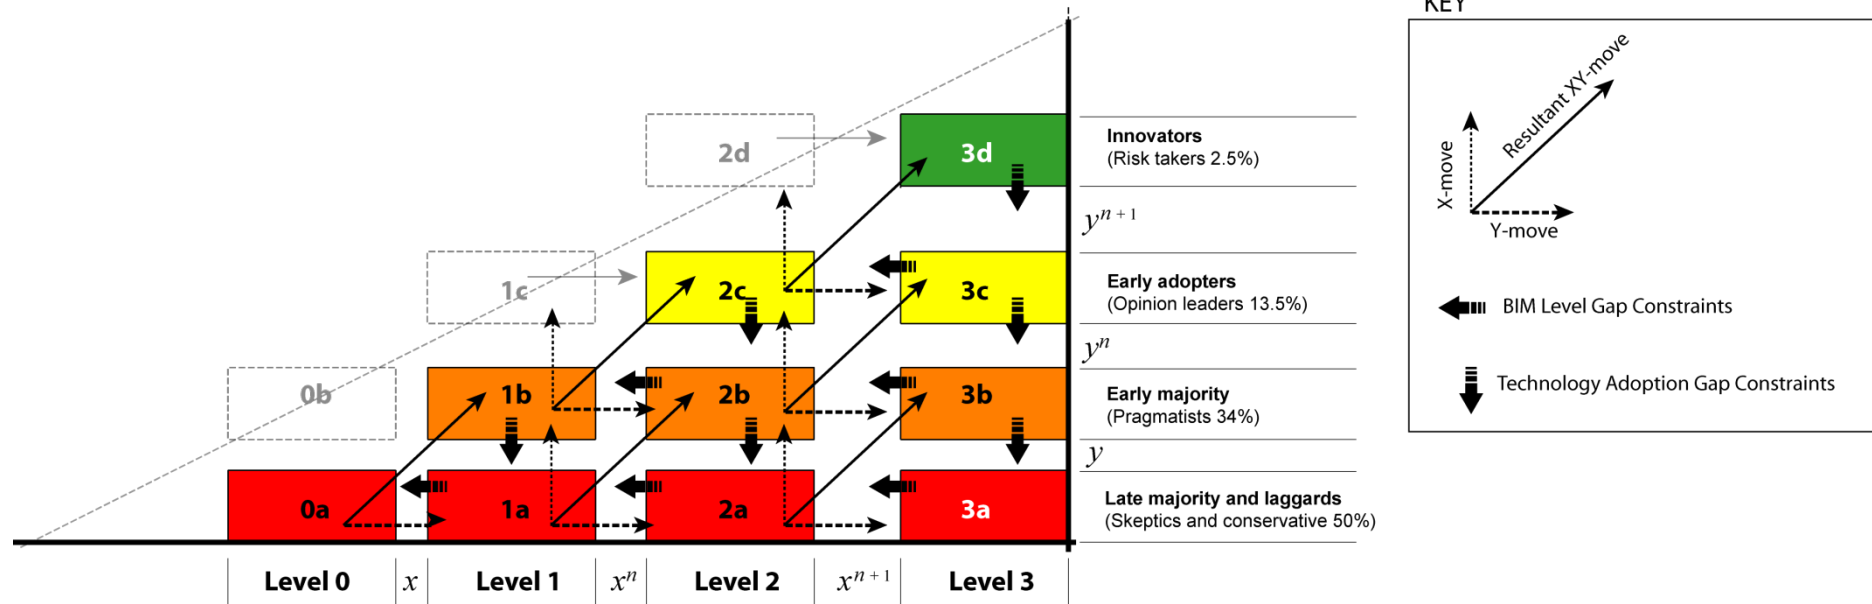 KEY
2d
3d
Innovators
(Risk takers 2.5%)
yⁿ⁺¹
1c
2c
3c
Early adopters
(Opinion leaders 13.5%)
yⁿ
0b
1b
2b
3b
Early majority
(Pragmatists 34%)
y
0a
1a
2a
3a
Late majority and laggards
(Skeptics and conservative 50%)
Level 0
x
Level 1
xⁿ
Level 2
xⁿ⁺¹
Level 3
X-move
Resultant XY-move
Y-move
BIM Level Gap Constraints
Technology Adoption Gap Constraints